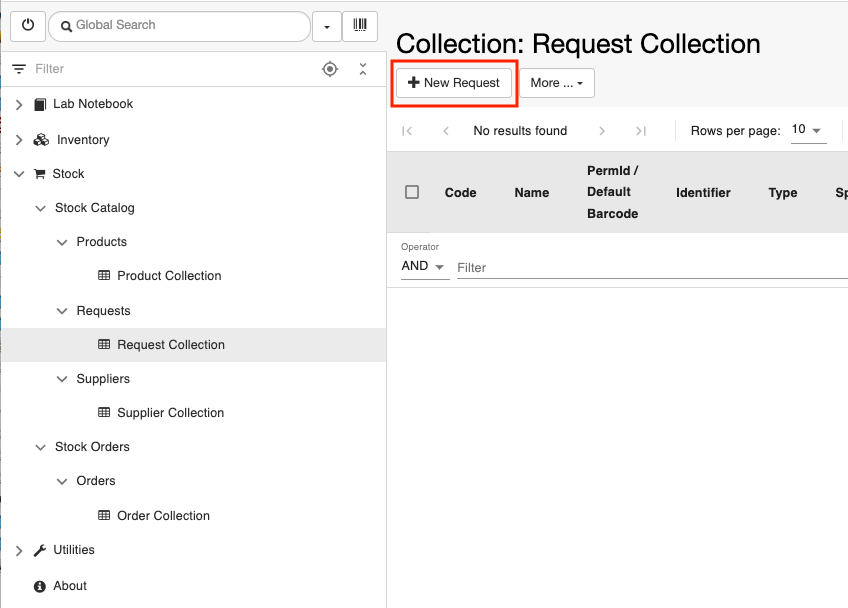 Global Search
Filter
Lab Notebook
Inventory
Stock
Stock Catalog
Products
Product Collection
Requests
Request Collection
Suppliers
Supplier Collection
Stock Orders
Orders
Order Collection
Utilities
About
Collection: Request Collection
New Request
More ...
No results found
Rows per page: 10
Code
Name
PermId /
Default
Barcode
Identifier
Type
Sp
Operator
AND
Filter